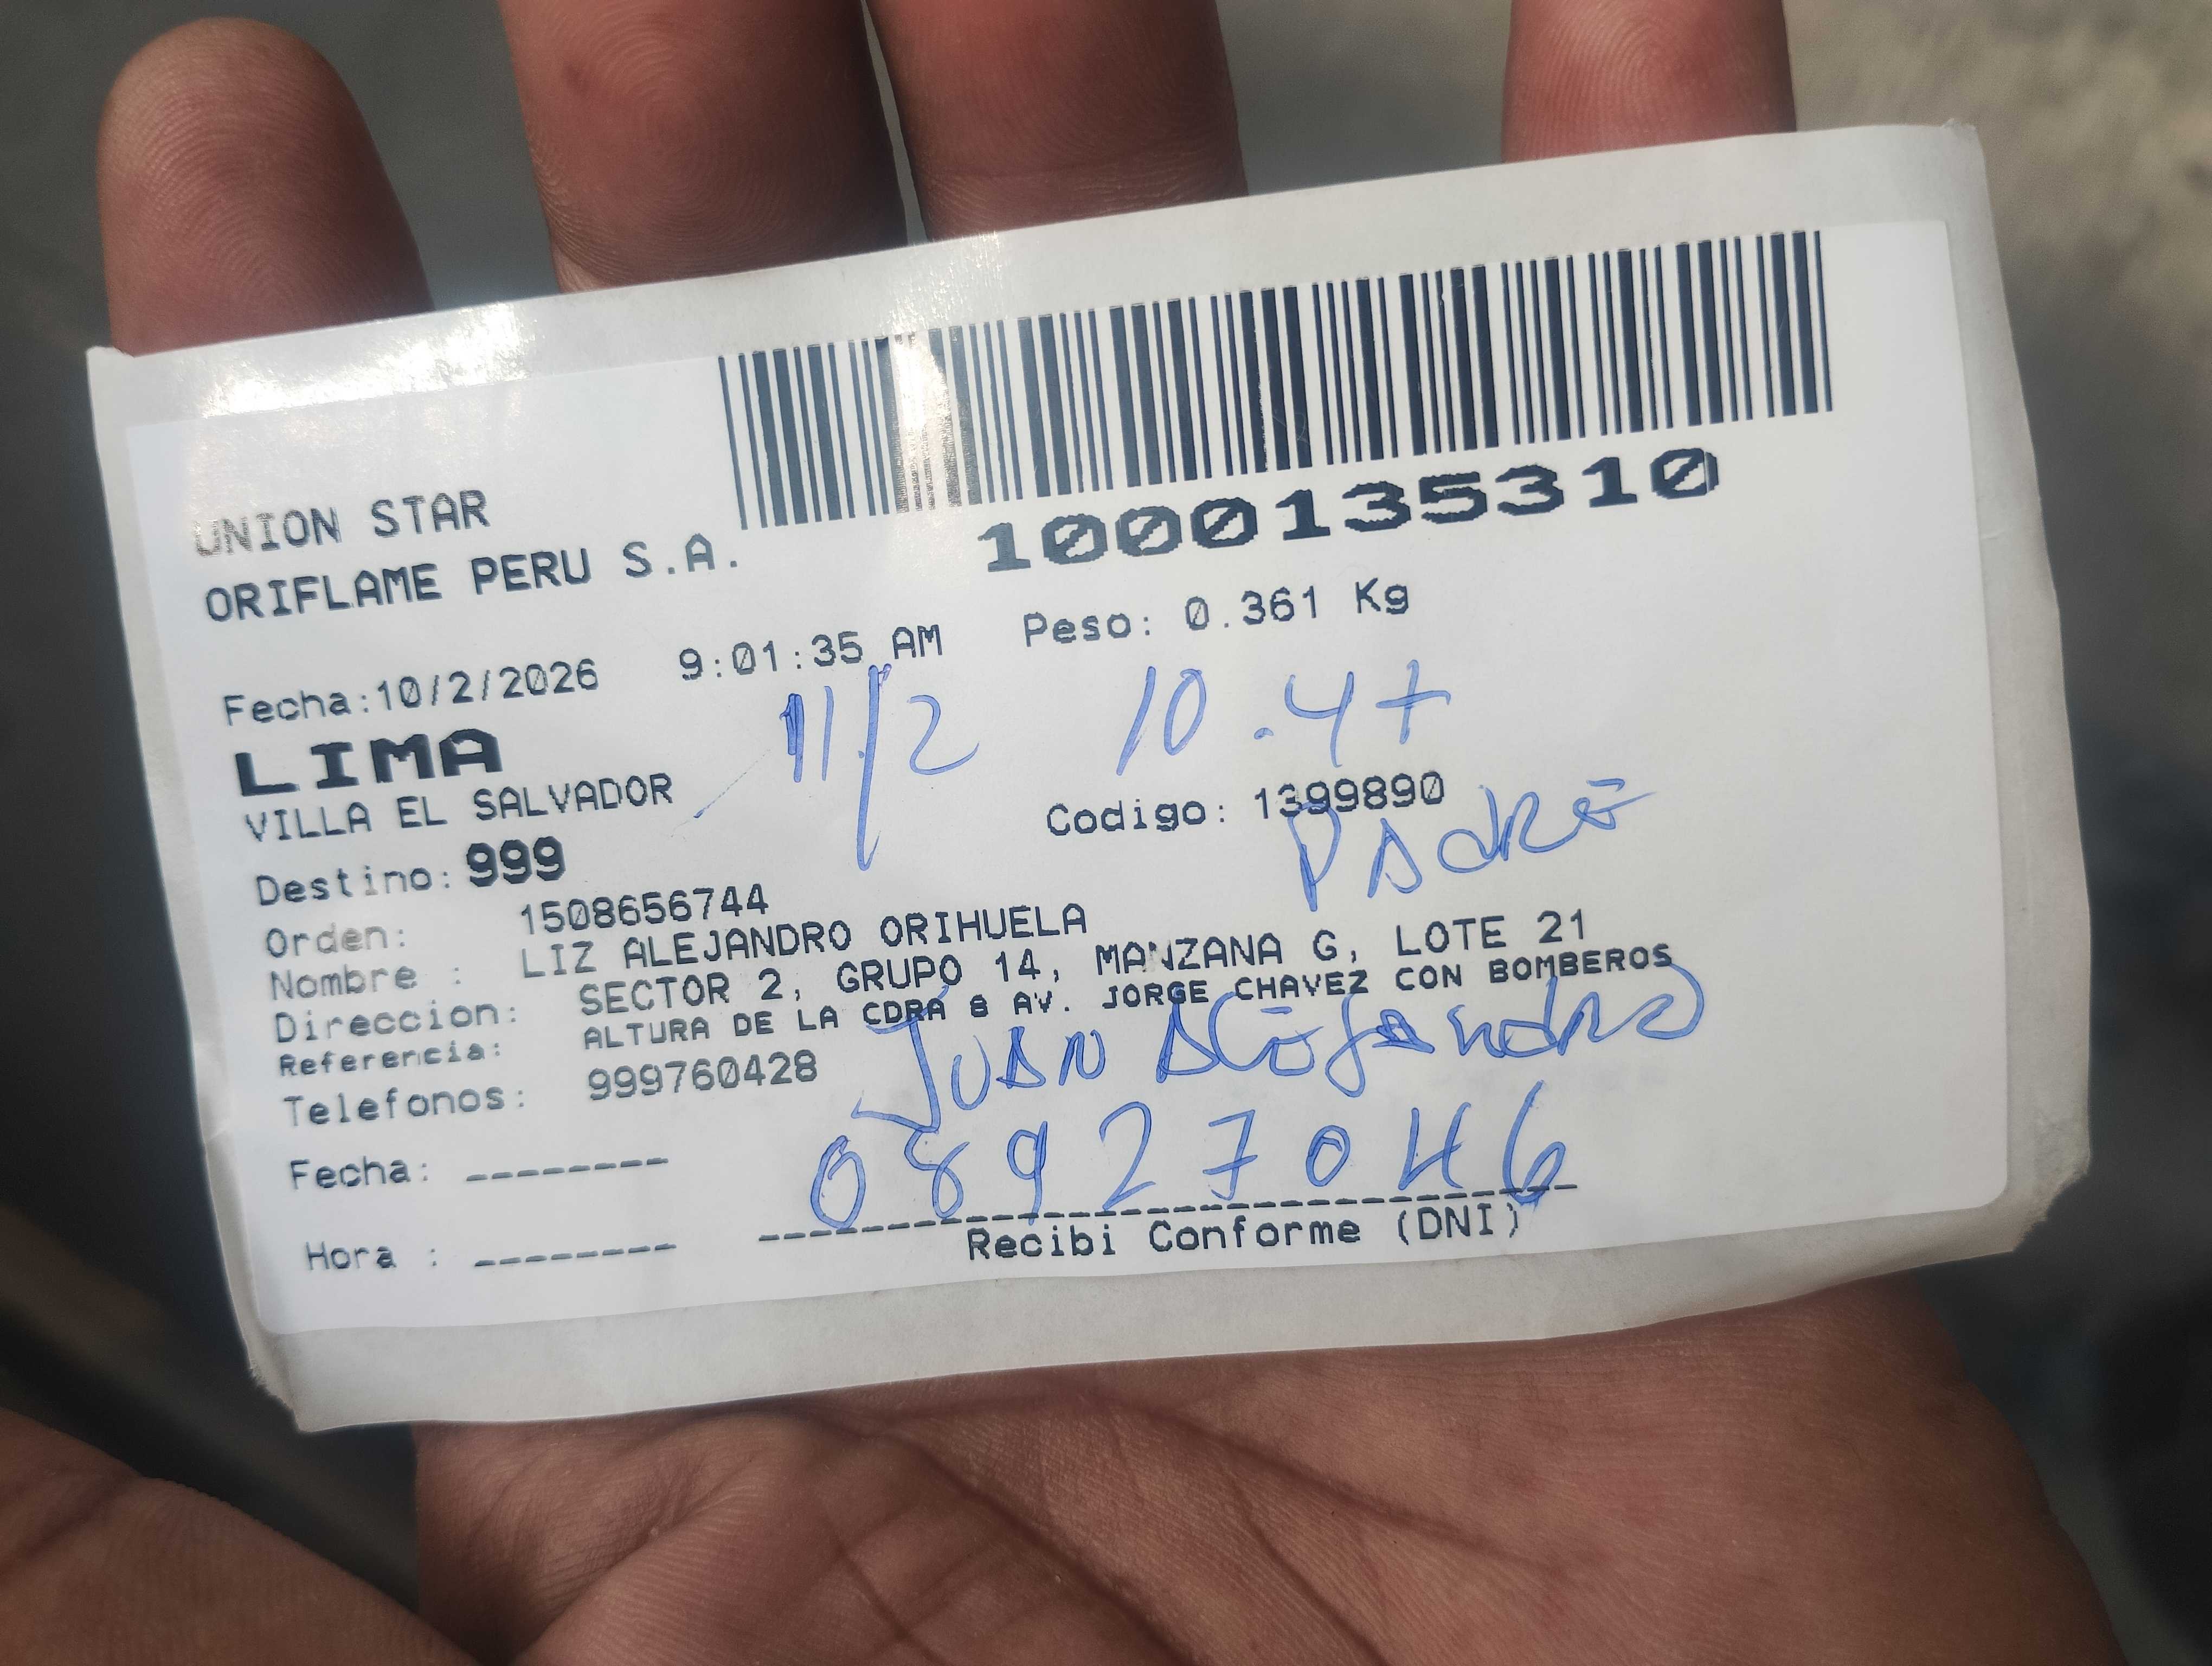 1000135310
UNION STAR
ORIFLAME PERU S.A.
Fecha:10/2/2026 9:01:35 AM Peso: 0.361 Kg
LIMA
11/2 10.47
VILLA EL SALVADOR
Codigo: 1399890
Destino: 999
PADRE
Orden: 1508656744
Nombre : LIZ ALEJANDRO ORIHUELA
Direccion: SECTOR 2, GRUPO 14, MANZANA G, LOTE 21
Referencia: ALTURA DE LA CDRA 8 AV. JORGE CHAVEZ CON BOMBEROS
Telefonos: 999760428
JUAN Alejandro
Fecha: --------
08927046
Hora : --------
Recibi Conforme (DNI)